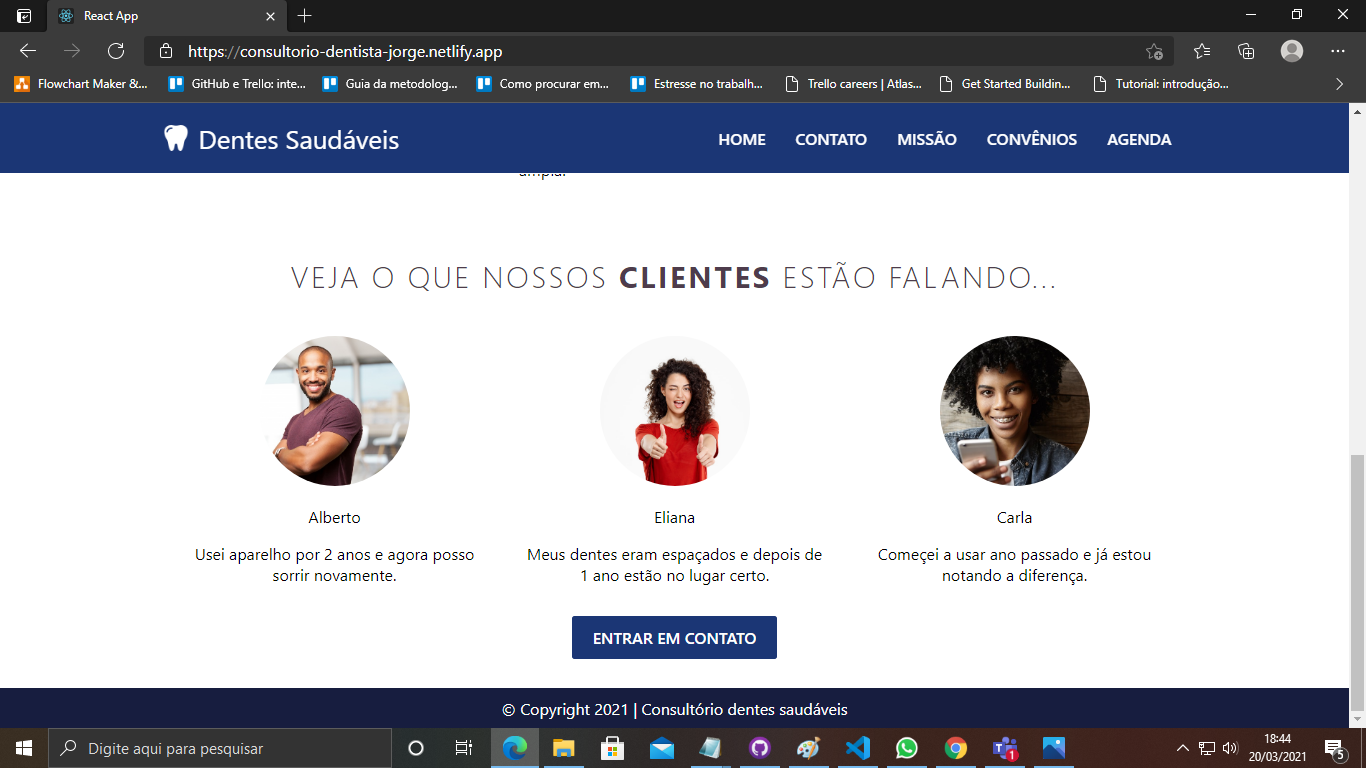 React App
https://consultorio-dentista-jorge.netlify.app
Flowchart Maker &... GitHub e Trello: inte... Guia da metodolog... Como procurar em... Estresse no trabalh... Trello careers | Atlas... Get Started Buildin... Tutorial: introdução...
Dentes Saudáveis HOME CONTATO MISSÃO CONVÊNIOS AGENDA
VEJA O QUE NOSSOS CLIENTES ESTÃO FALANDO...
Alberto
Usei aparelho por 2 anos e agora posso
sorrir novamente.
Eliana
Meus dentes eram espaçados e depois de
1 ano estão no lugar certo.
Carla
Começei a usar ano passado e já estou
notando a diferença.
ENTRAR EM CONTATO
© Copyright 2021 | Consultório dentes saudáveis
Digite aqui para pesquisar
1
18:44
20/03/2021
5